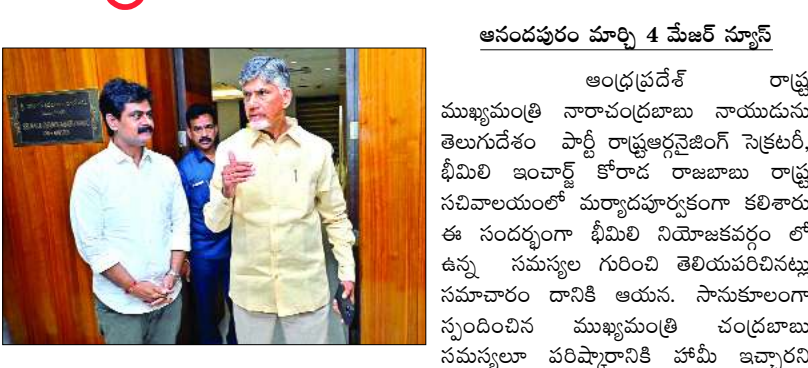 ఆనందపురం మార్చి 4 మేజర్ న్యూస్
ఆంధ్రప్రదేశ్ రాష్ట్ర
ముఖ్యమంత్రి నారాచంద్రబాబు నాయుడును
తెలుగుదేశం పార్టీ రాష్ట్రఆర్గనైజింగ్ సెక్రటరీ,
భీమిలి ఇంచార్జ్ కోరాడ రాజబాబు రాష్ట్ర
సచివాలయంలో మర్యాదపూర్వకంగా కలిశారు
ఈ సందర్భంగా భీమిలి నియోజకవర్గం లో
ఉన్న సమస్యల గురించి తెలియపరిచినట్లు
సమాచారం దానికి ఆయన. సానుకూలంగా
స్పందించిన ముఖ్యమంత్రి చంద్రబాబు
సమస్యలూ పరిష్కారానికి హామీ ఇచ్చారని